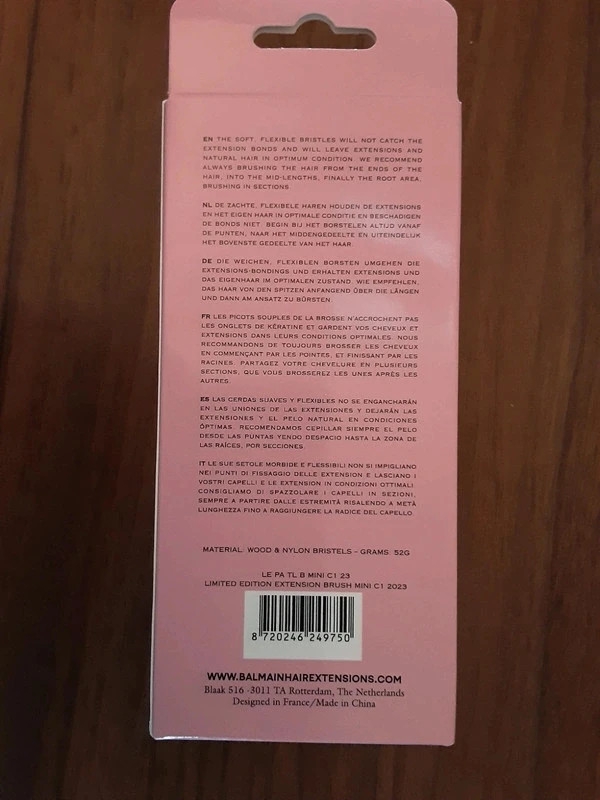 EN THE SOFT, FLEXIBLE BRISTLES WILL NOT CATCH THE
EXTENSION BONDS AND WILL LEAVE EXTENSIONS AND
NATURAL HAIR IN OPTIMUM CONDITION. WE RECOMMEND
ALWAYS BRUSHING THE HAIR FROM THE ENDS OF THE
HAIR, INTO THE MID-LENGTHS, FINALLY THE ROOT AREA,
BRUSHING IN SECTIONS.
NL DE ZACHTE, FLEXIBELE HAREN HOUDEN DE EXTENSIONS
EN HET EIGEN HAAR IN OPTIMALE CONDITIE EN BESCHADIGEN
DE BONDS NIET. BEGIN BIJ HET BORSTELEN ALTIJD VANAF
DE PUNTEN, NAAR HET MIDDENGEDEELTE EN UITEINDELIJK
HET BOVENSTE GEDEELTE VAN HET HAAR.
DE DIE WEICHEN, FLEXIBLEN BORSTEN UMGEHEN DIE
EXTENSIONS-BONDINGS UND ERHALTEN EXTENSIONS UND
DAS EIGENHAAR IM OPTIMALEN ZUSTAND. WIE EMPFEHLEN,
DAS HAAR VON DEN SPITZEN ANFANGEND ÜBER DIE LÄNGEN
UND DANN AM ANSATZ ZU BÜRSTEN.
FR LES PICOTS SOUPLES DE LA BROSSE N'ACCROCHENT PAS
LES ONGLETS DE KÉRATINE ET GARDENT VOS CHEVEUX ET
EXTENSIONS DANS LEURS CONDITIONS OPTIMALES. NOUS
RECOMMANDONS DE TOUJOURS BROSSER LES CHEVEUX
EN COMMENÇANT PAR LES POINTES, ET FINISSANT PAR LES
RACINES. PARTAGEZ VOTRE CHEVELURE EN PLUSIEURS
SECTIONS, QUE VOUS BROSSEREZ LES UNES APRÈS LES
AUTRES.
ES LAS CERDAS SUAVES Y FLEXIBLES NO SE ENGANCHARÁN
EN LAS UNIONES DE LAS EXTENSIONES Y DEJARÁN LAS
EXTENSIONES Y EL PELO NATURAL EN CONDICIONES
ÓPTIMAS. RECOMENDAMOS CEPILLAR SIEMPRE EL PELO
DESDE LAS PUNTAS YENDO DESPACIO HASTA LA ZONA DE
LAS RAÍCES, POR SECCIONES.
IT LE SUE SETOLE MORBIDE E FLESSIBILI NON SI IMPIGLIANO
NEI PUNTI DI FISSAGGIO DELLE EXTENSION E LASCIANO I
VOSTRI CAPELLI E LE EXTENSION IN CONDIZIONI OTTIMALI.
CONSIGLIAMO DI SPAZZOLARE I CAPELLI IN SEZIONI,
SEMPRE A PARTIRE DALLE ESTREMITÀ RISALENDO A METÀ
LUNGHEZZA FINO A RAGGIUNGERE LA RADICE DEL CAPELLO.
MATERIAL: WOOD & NYLON BRISTELS - GRAMS: 52G
LE PA TL B MINI C1 23
LIMITED EDITION EXTENSION BRUSH MINI C1 2023
8 720246 249750
WWW.BALMAINHAIREXTENSIONS.COM
Blaak 516 -3011 TA Rotterdam, The Netherlands
Designed in France/Made in China